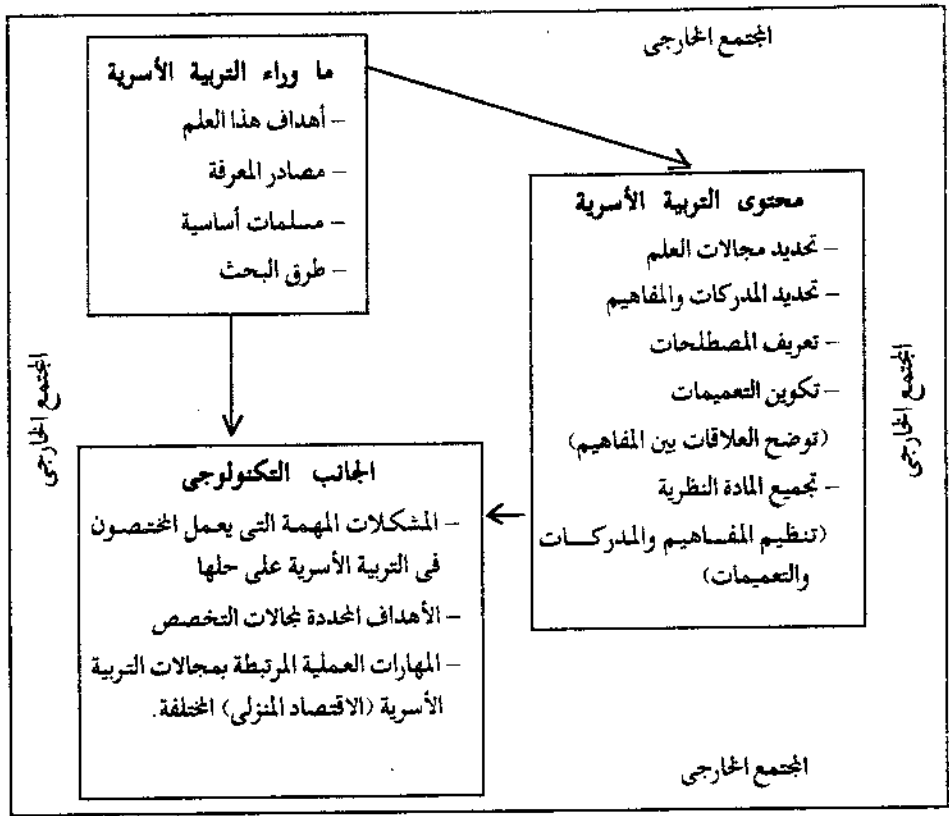 المجتمع الخارجى
ما وراء التربية الأسرية
– أهداف هذا العلم
– مصادر المعرفة
– مسلمات أساسية
– طرق البحث
محتوى التربية الأسرية
– تحديد مجالات العلم
– تحديد المدركات والمفاهيم
– تعريف المصطلحات
– تكوين التعميمات
(توضح العلاقات بين المفاهيم)
– تجميع المادة النظرية
(تنظيم المفاهيم والمدركات
والتعميمات)
المجتمع الخارجى
المجتمع الخارجى
الجانب التكنولوجى
– المشكلات المهمة التى يعمل المختصون
فى التربية الأسرية على حلها
– الأهداف المحددة لمجالات التخصص
– المهارات العملية المرتبطة بمجالات التربية
الأسرية (الاقتصاد المنزلى) المختلفة.
المجتمع الخارجى